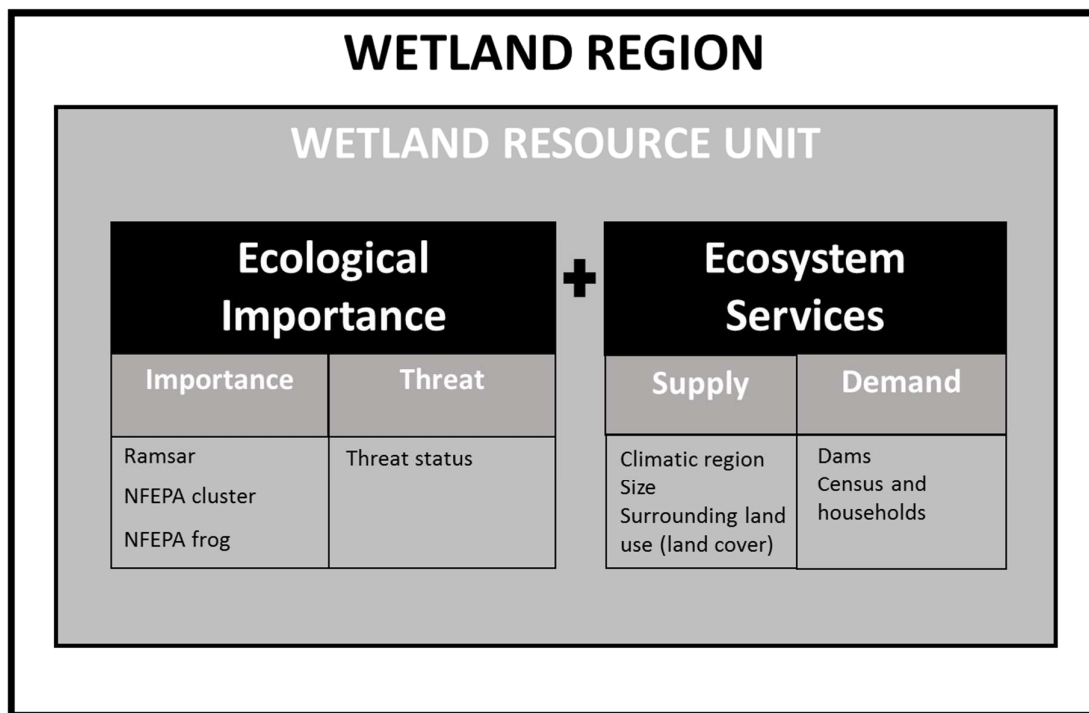 WETLAND REGION
WETLAND RESOURCE UNIT
Ecological
Importance
+
Ecosystem
Services
Importance
Threat
Supply
Demand
Ramsar
NFEPA cluster
NFEPA frog
Threat status
Climatic region
Size
Surrounding land
use (land cover)
Dams
Census and
households